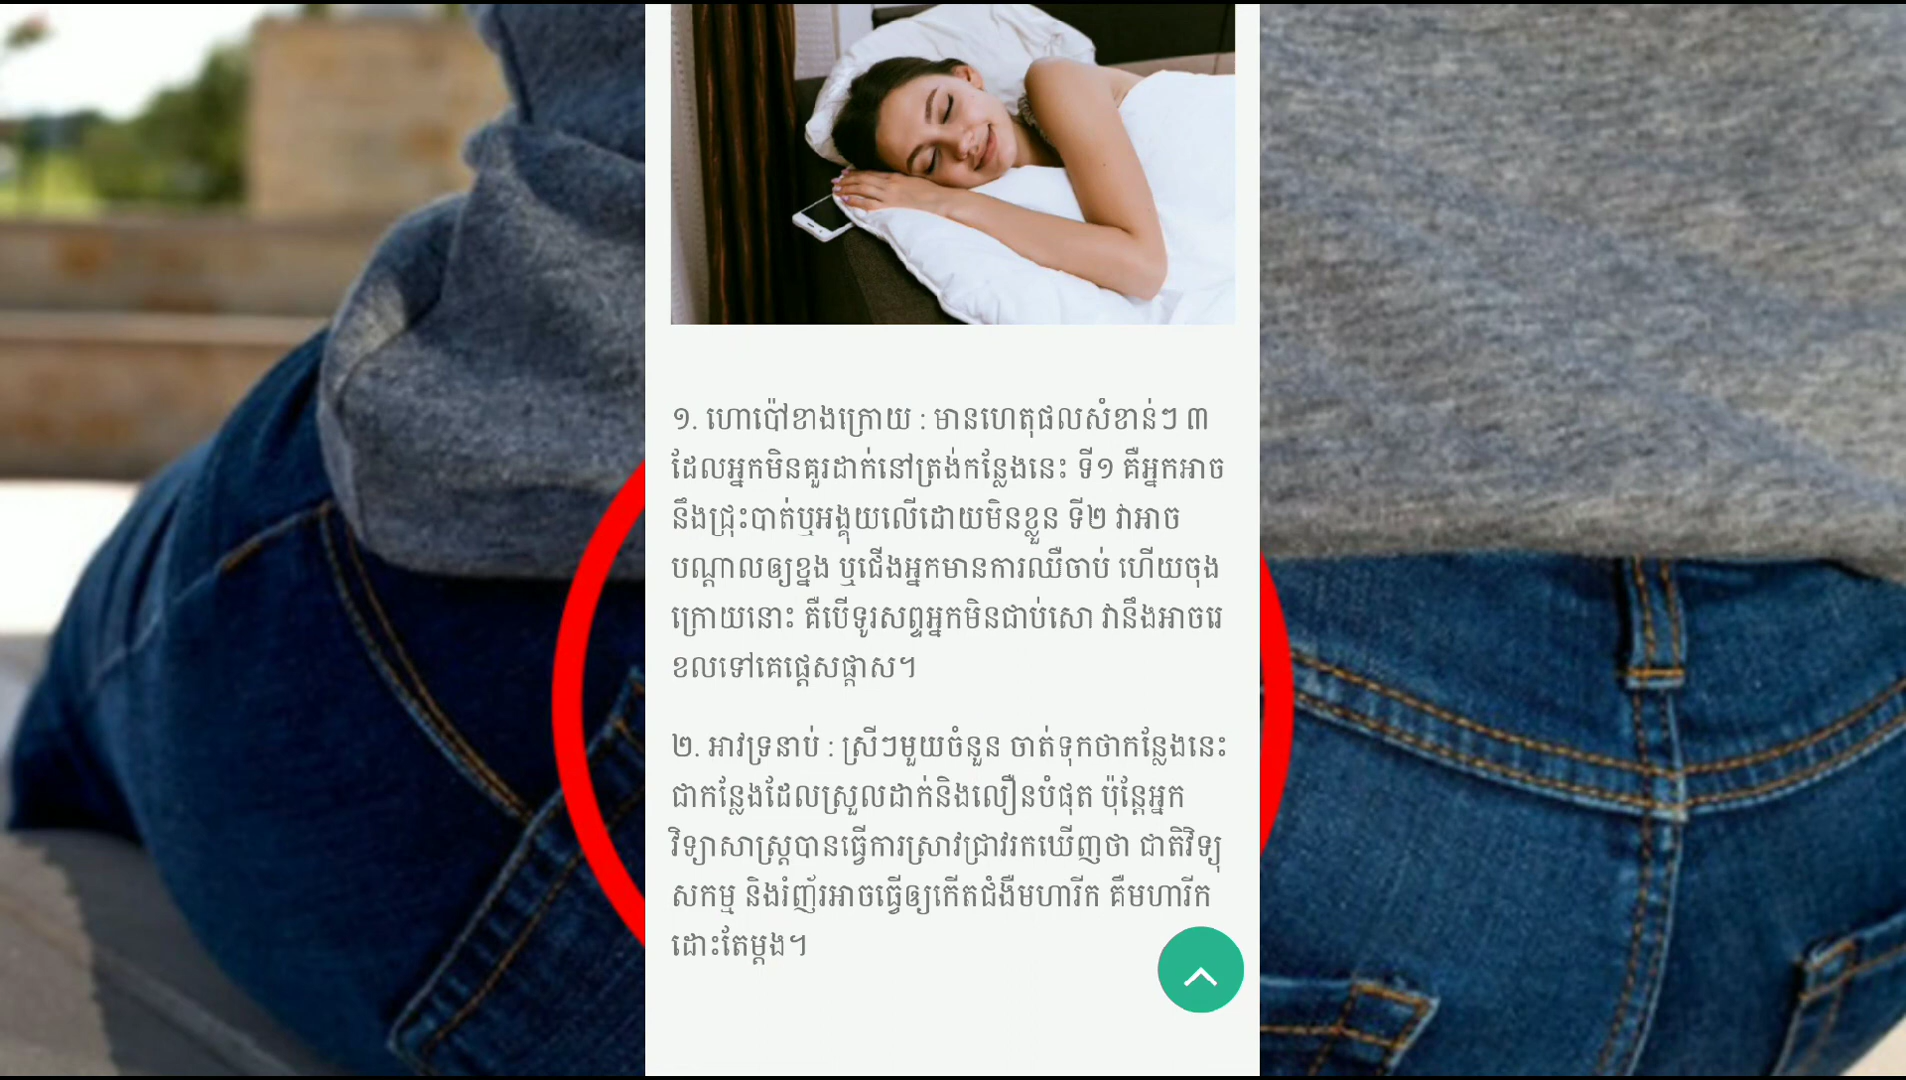 ១. ហោប៉ៅខាងក្រោយ : មានហេតុផលសំខាន់ៗ ៣
ដែលអ្នកមិនគួរដាក់នៅត្រង់កន្លែងនេះ ទី១ គឺអ្នកអាច
នឹងជ្រុះបាត់ឬអង្គុយលើដោយមិនខ្លួន ទី២ វាអាច
បណ្ដាលឲ្យខ្នង ឬជើងអ្នកមានការឈឺចាប់ ហើយចុង
ក្រោយនោះ គឺបើទូរសព្ទអ្នកមិនជាប់សោ វានឹងអាចរេ
ខលទៅគេផ្ដេសផ្ដាស។
២. អាវទ្រនាប់ : ស្រីៗមួយចំនួន ចាត់ទុកថាកន្លែងនេះ
ជាកន្លែងដែលស្រួលដាក់និងលឿនបំផុត ប៉ុន្តែអ្នក
វិទ្យាសាស្ត្របានធ្វើការស្រាវជ្រាវរកឃើញថា ជាតិវិទ្យុ
សកម្ម និងរំញ័រអាចធ្វើឲ្យកើតជំងឺមហារីក គឺមហារីក
ដោះតែម្ដង។